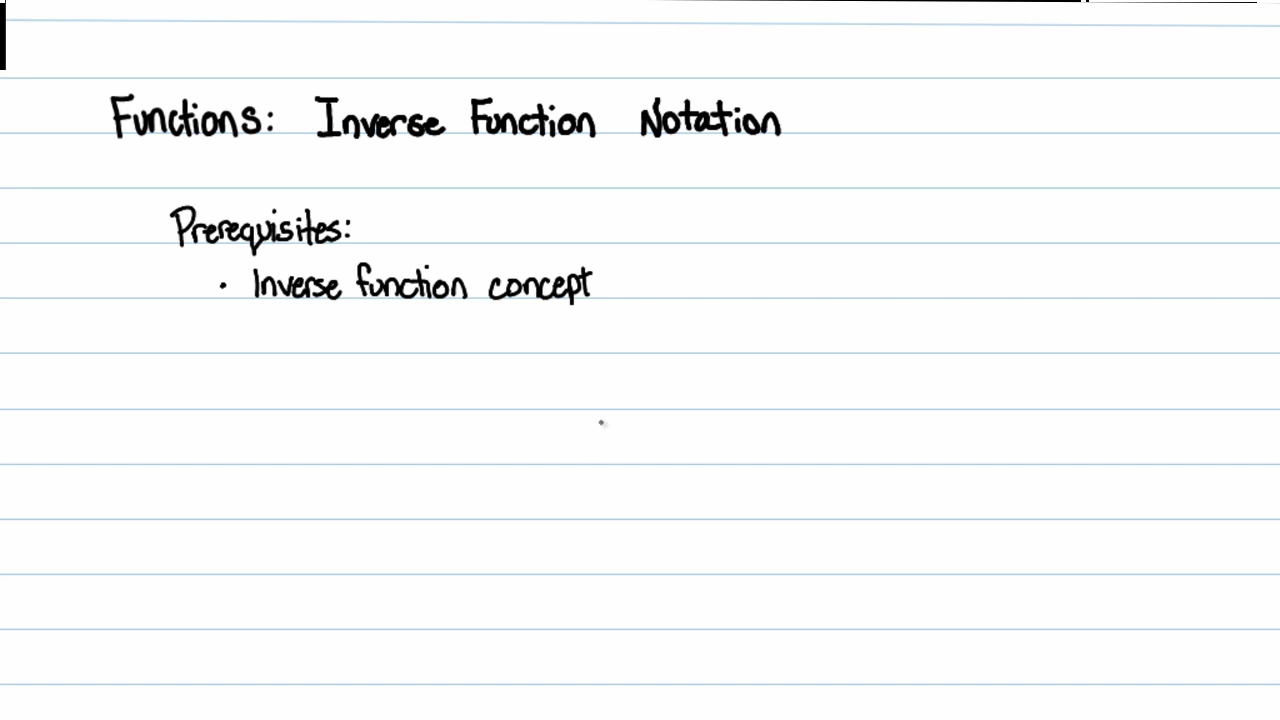 Functions: Inverse Function Notation
Prerequisites:
· Inverse function concept